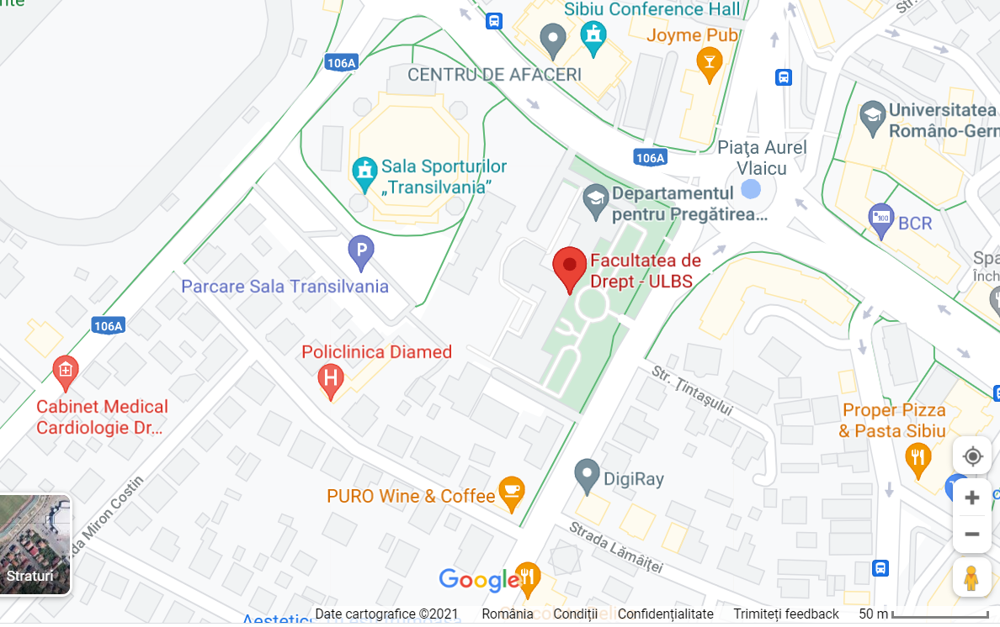 Sibiu Conference Hall
Joyme Pub
106A
CENTRU DE AFACERI
Universitatea
Româno-Germ
106A
Piața Aurel
Vlaicu
Sala Sporturilor
„Transilvania”
Departamentul
pentru Pregătirea...
BCR
Facultatea de
Drept - ULBS
Spa
Înch
P
Parcare Sala Transilvania
106A
Policlinica Diamed
H
Cabinet Medical
Cardiologie Dr...
Str. Țintașului
Proper Pizza
& Pasta Sibiu
DigiRay
PURO Wine & Coffee
da Miron Costin
Strada Lămâiței
Straturi
Google
Date cartografice ©2021
România
Condiții
Confidențialitate
Trimiteți feedback
50 m